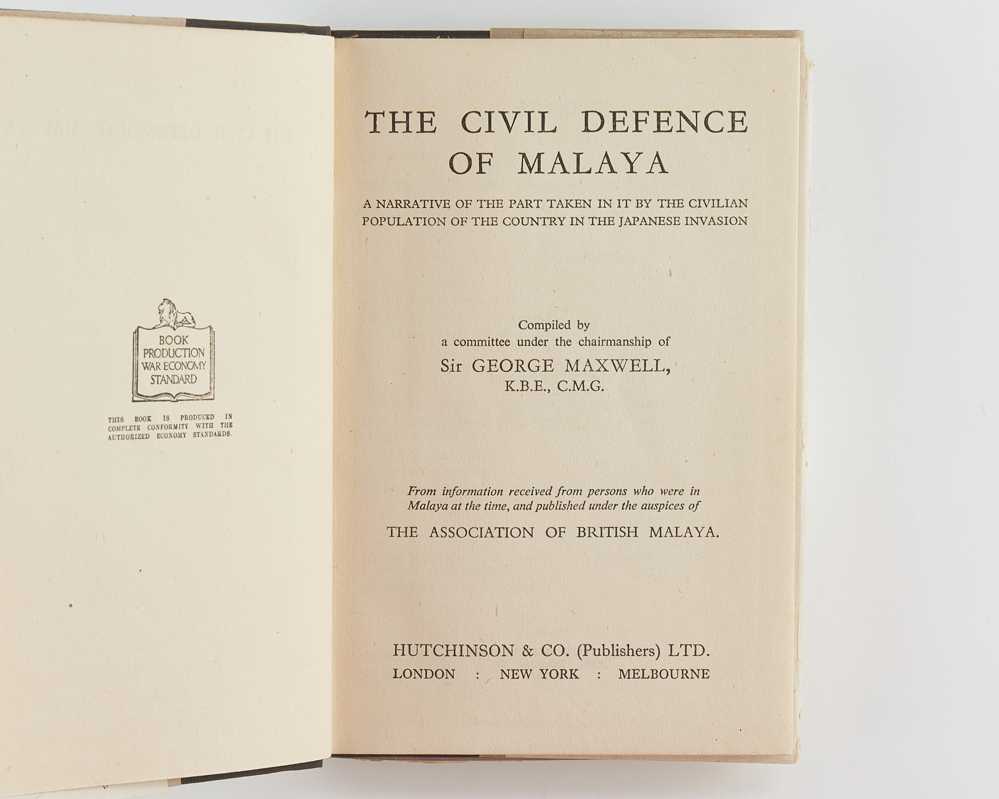 BOOK
PRODUCTION
WAR ECONOMY
STANDARD
THIS BOOK IS PRODUCED IN
COMPLETE CONFORMITY WITH THE
AUTHORIZED ECONOMY STANDARDS.
THE CIVIL DEFENCE
OF MALAYA
A NARRATIVE OF THE PART TAKEN IN IT BY THE CIVILIAN
POPULATION OF THE COUNTRY IN THE JAPANESE INVASION
Compiled by
a committee under the chairmanship of
Sir GEORGE MAXWELL,
K.B.E., C.M.G.
From information received from persons who were in
Malaya at the time, and published under the auspices of
THE ASSOCIATION OF BRITISH MALAYA.
HUTCHINSON & CO. (Publishers) LTD.
LONDON : NEW YORK : MELBOURNE